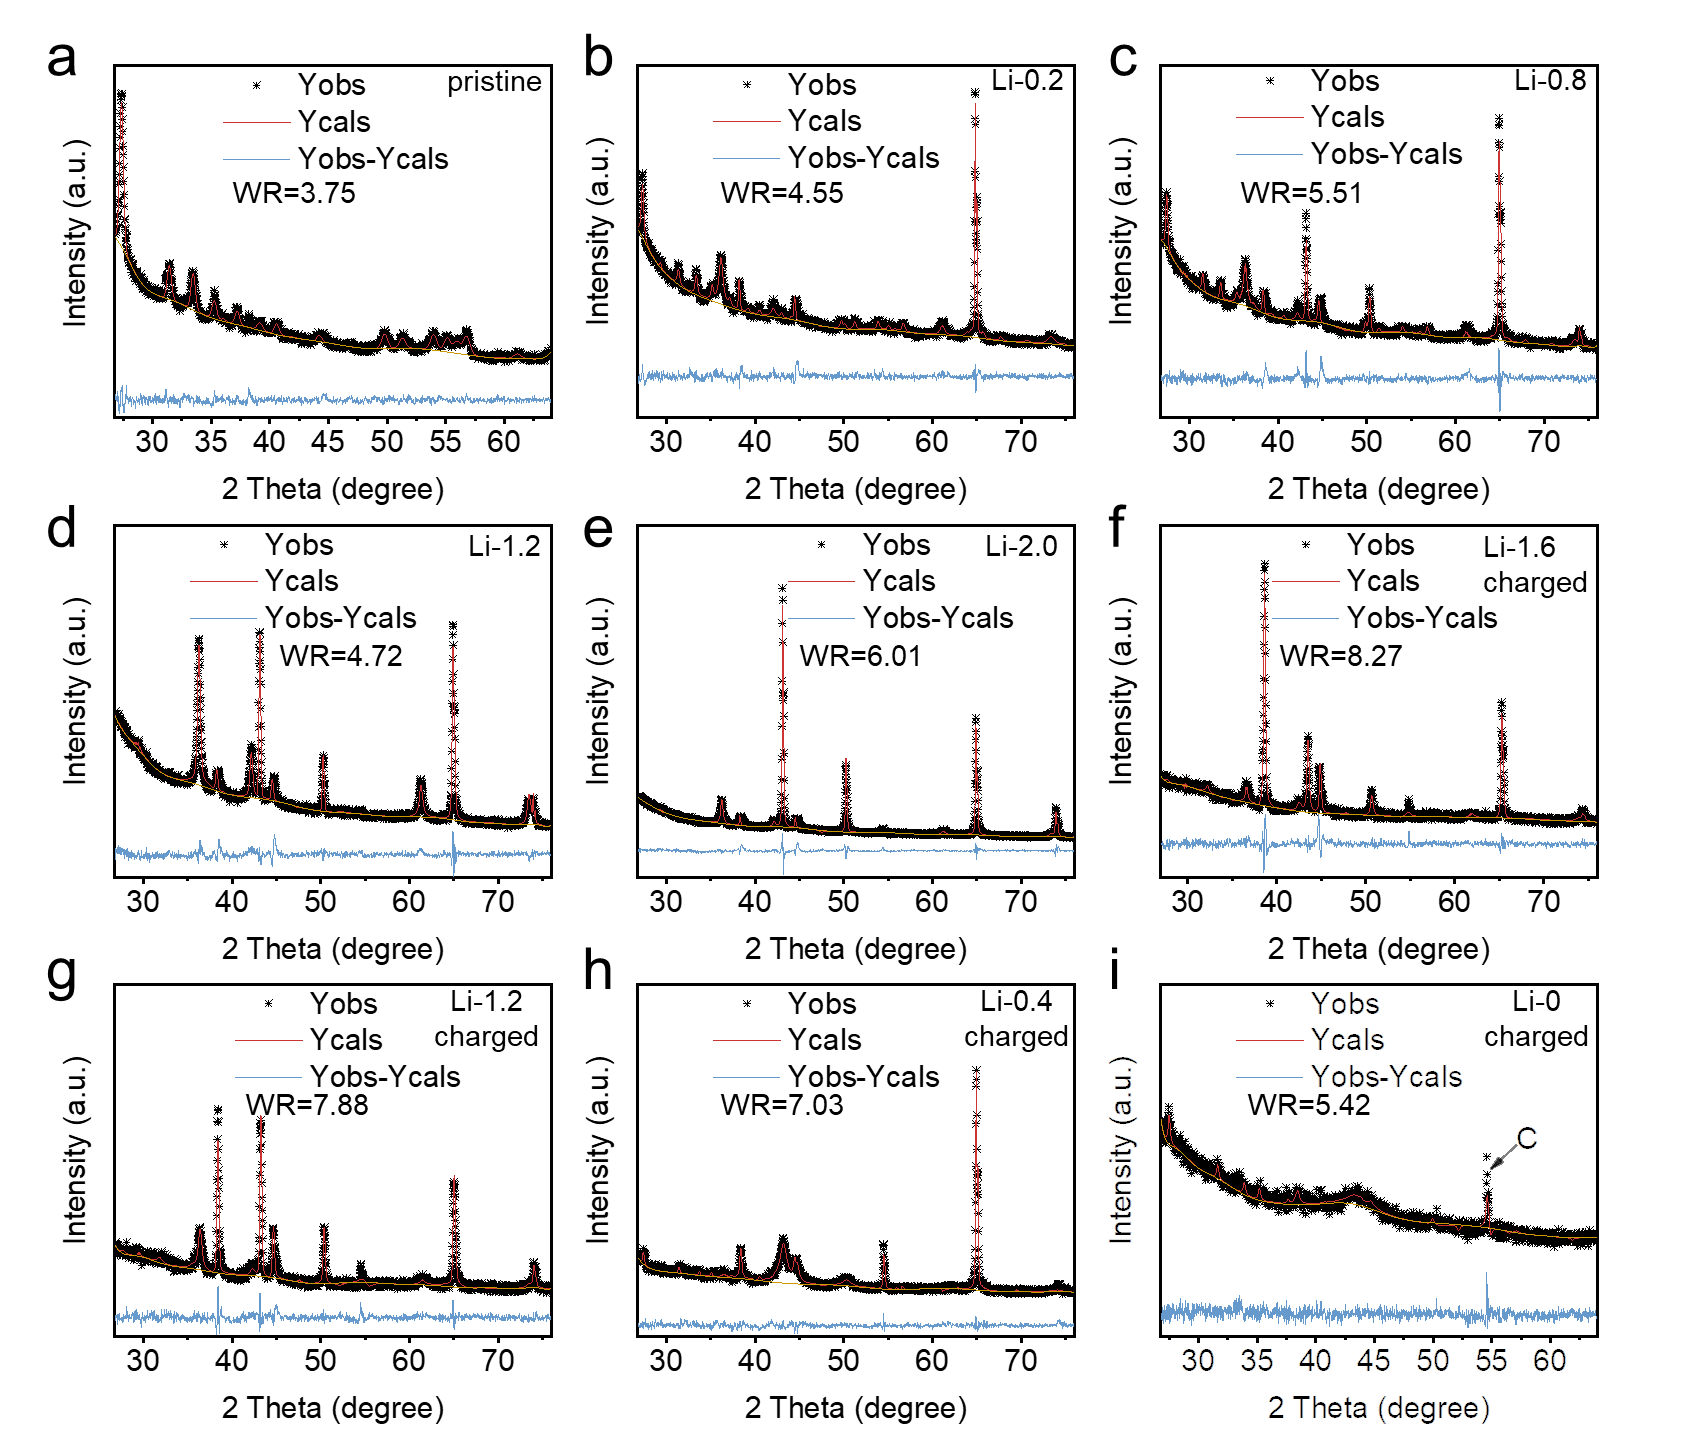 a
Yobs
pristine
Ycals
Yobs-Ycals
WR=3.75
Intensity (a.u.)
30 35 40 45 50 55 60
2 Theta (degree)
b
Yobs
Li-0.2
Ycals
Yobs-Ycals
WR=4.55
Intensity (a.u.)
30 40 50 60 70
2 Theta (degree)
c
Yobs
Li-0.8
Ycals
Yobs-Ycals
WR=5.51
Intensity (a.u.)
30 40 50 60 70
2 Theta (degree)
d
Yobs
Li-1.2
Ycals
Yobs-Ycals
WR=4.72
Intensity (a.u.)
30 40 50 60 70
2 Theta (degree)
e
Yobs
Li-2.0
Ycals
Yobs-Ycals
WR=6.01
Intensity (a.u.)
30 40 50 60 70
2 Theta (degree)
f
Yobs
Li-1.6
Ycals
charged
Yobs-Ycals
WR=8.27
Intensity (a.u.)
30 40 50 60 70
2 Theta (degree)
g
Yobs
Li-1.2
Ycals
charged
Yobs-Ycals
WR=7.88
Intensity (a.u.)
30 40 50 60 70
2 Theta (degree)
h
Yobs
Li-0.4
Ycals
charged
Yobs-Ycals
WR=7.03
Intensity (a.u.)
30 40 50 60 70
2 Theta (degree)
i
Yobs
Li-0
Ycals
charged
Yobs-Ycals
WR=5.42
C
Intensity (a.u.)
30 35 40 45 50 55 60
2 Theta (degree)